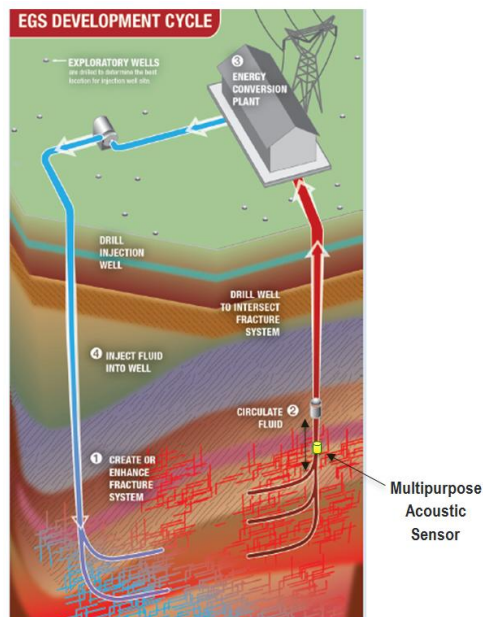 EGS DEVELOPMENT CYCLE
EXPLORATORY WELLS
are drilled to determine the best
location for injection well site.
3
ENERGY
CONVERSION
PLANT
DRILL
INJECTION
WELL
DRILL WELL
TO INTERSECT
FRACTURE
SYSTEM
4 INJECT FLUID
INTO WELL
CIRCULATE 2
FLUID
1 CREATE OR
ENHANCE
FRACTURE
SYSTEM
Multipurpose
Acoustic
Sensor